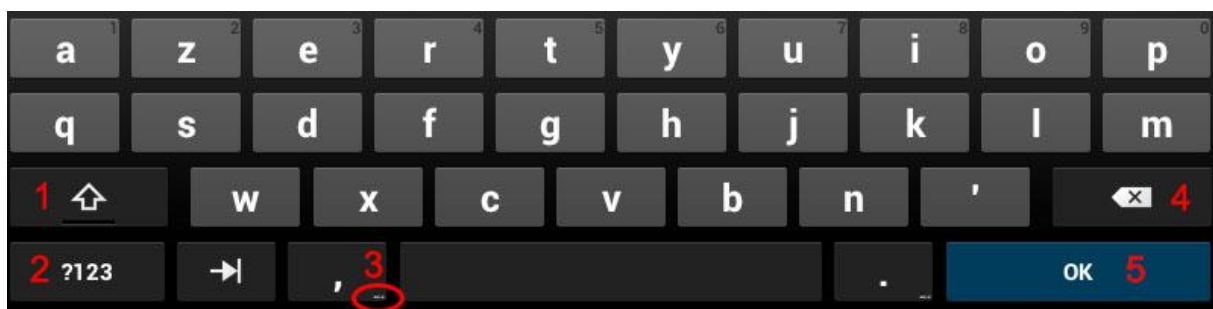 a 1 z 2 e 3 r 4 t 5 y 6 u 7 i 8 o 9 p 0
q s d f g h j k l m
1 w x c v b n ' 4
2 ?123 , 3 ... . ... OK 5